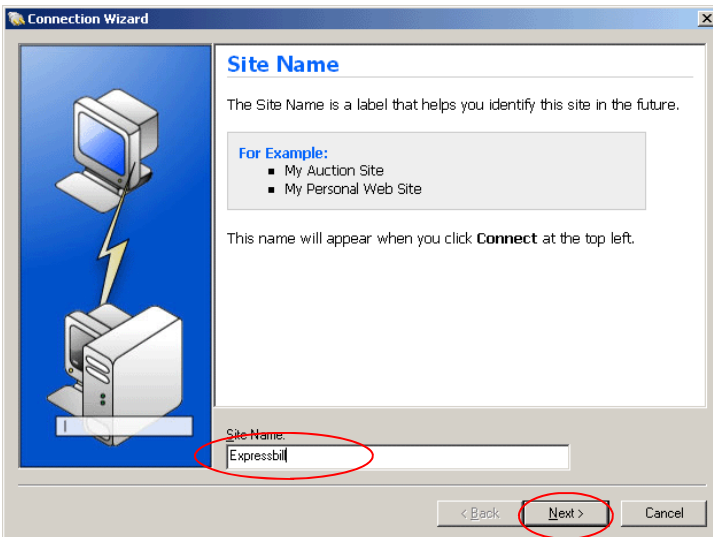 Connection Wizard
Site Name
The Site Name is a label that helps you identify this site in the future.
For Example:
My Auction Site
My Personal Web Site
This name will appear when you click Connect at the top left.
Site Name:
Expressbill
< Back
Next >
Cancel